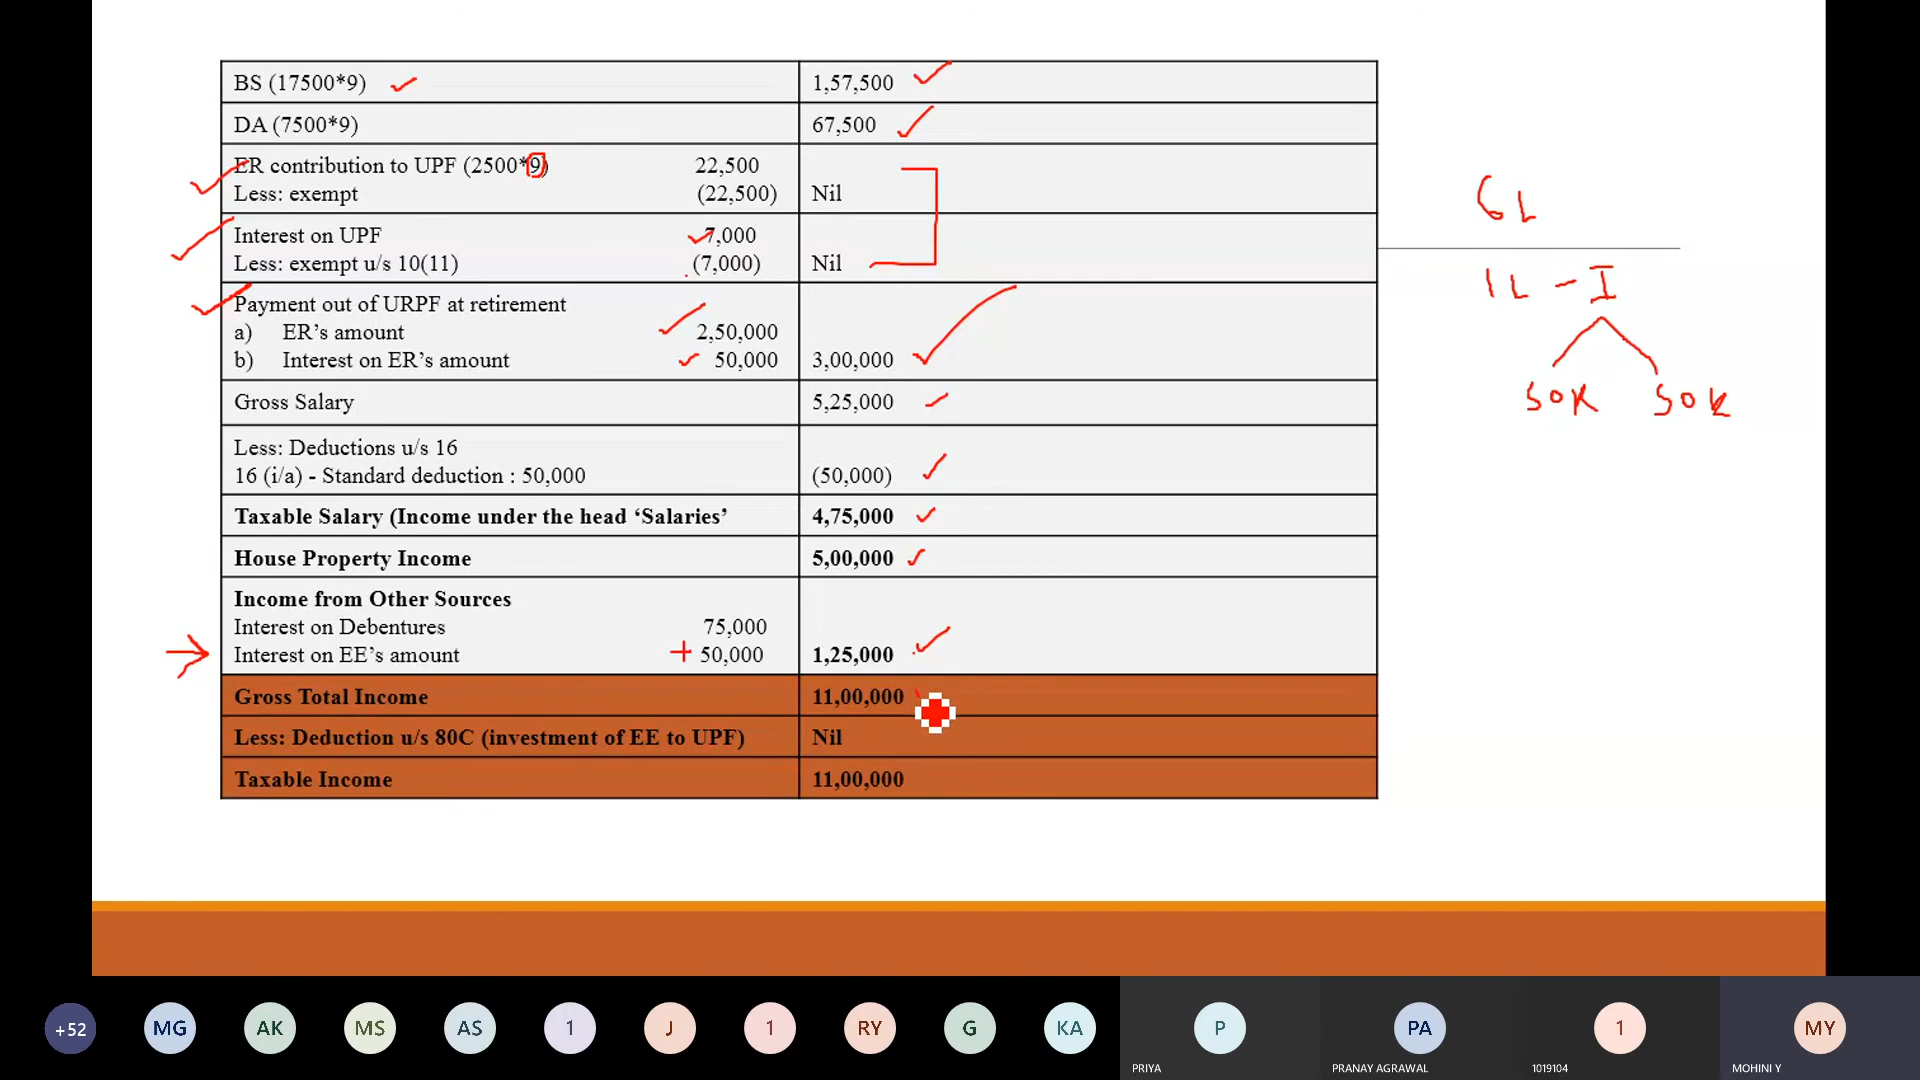 BS (17500*9) 1,57,500
DA (7500*9) 67,500
ER contribution to UPF (2500*9) 22,500
Less: exempt (22,500) Nil
Interest on UPF 7,000
Less: exempt u/s 10(11) (7,000) Nil
Payment out of URPF at retirement
a) ER’s amount 2,50,000
b) Interest on ER’s amount 50,000 3,00,000
Gross Salary 5,25,000
Less: Deductions u/s 16
16 (i/a) - Standard deduction : 50,000 (50,000)
Taxable Salary (Income under the head ‘Salaries’ 4,75,000
House Property Income 5,00,000
Income from Other Sources
Interest on Debentures 75,000
Interest on EE’s amount + 50,000 1,25,000
Gross Total Income 11,00,000
Less: Deduction u/s 80C (investment of EE to UPF) Nil
Taxable Income 11,00,000
6L
1L - I
50K 50K
+52 MG AK MS AS 1 J 1 RY G KA P PA 1 MY
PRIYA PRANAY AGRAWAL 1019104 MOHINI Y